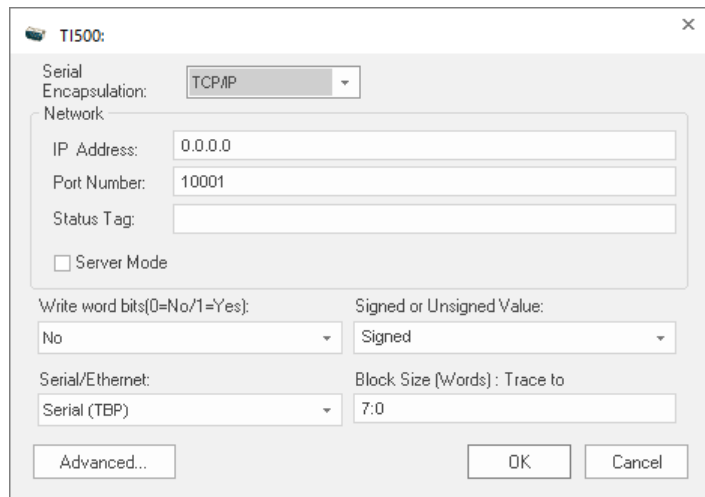 TI500:
Serial
Encapsulation:
TCP/IP
Network
IP Address:
0.0.0.0
Port Number:
10001
Status Tag:
Server Mode
Write word bits(0=No/1=Yes):
Signed or Unsigned Value:
No
Signed
Serial/Ethernet:
Block Size (Words) : Trace to
Serial (TBP)
7:0
Advanced...
OK
Cancel